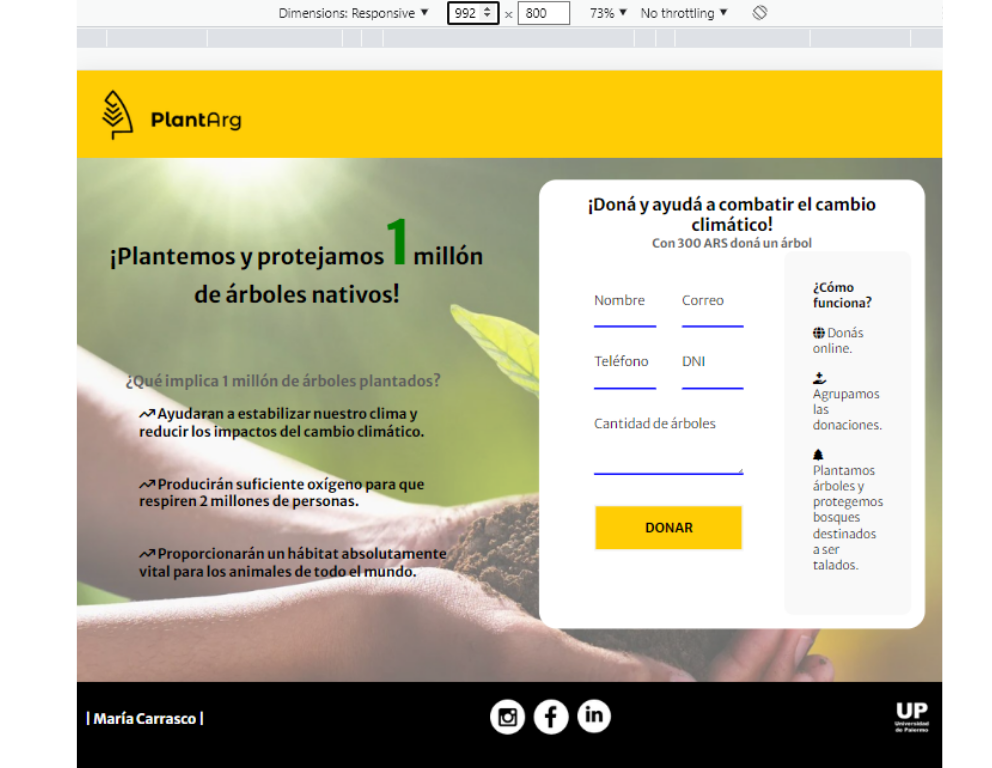 Dimensions: Responsive ▼ 992 × 800 73% ▼ No throttling ▼
PlantArg
¡Plantemos y protejamos 1 millón
de árboles nativos!
¿Qué implica 1 millón de árboles plantados?
Ayudaran a estabilizar nuestro clima y
reducir los impactos del cambio climático.
Producirán suficiente oxígeno para que
respiren 2 millones de personas.
Proporcionarán un hábitat absolutamente
vital para los animales de todo el mundo.
¡Doná y ayudá a combatir el cambio
climático!
Con 300 ARS doná un árbol
Nombre Correo
Teléfono DNI
Cantidad de árboles
DONAR
¿Cómo
funciona?
Donás
online.
Agrupamos
las
donaciones.
Plantamos
árboles y
protegemos
bosques
destinados
a ser
talados.
| María Carrasco |
in
UP
Universidad
de Palermo